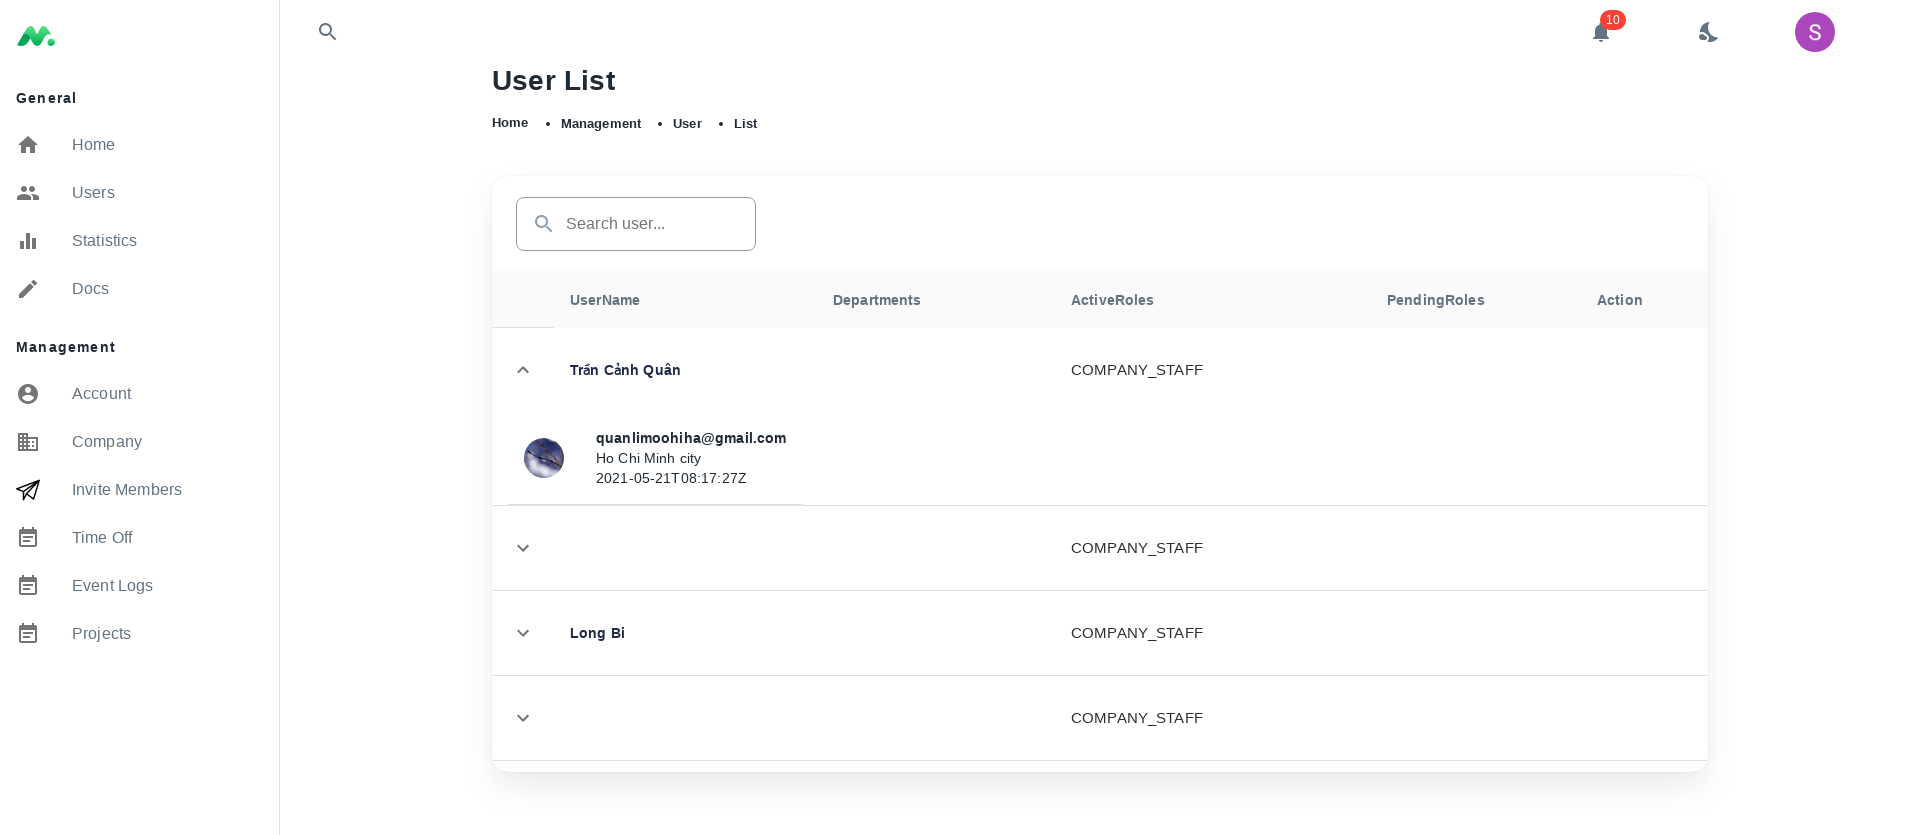 10
S
General
Home
Users
Statistics
Docs
Management
Account
Company
Invite Members
Time Off
Event Logs
Projects
User List
Home • Management • User • List
Search user...
UserName Departments ActiveRoles PendingRoles Action
Trần Cảnh Quân COMPANY_STAFF
quanlimoohiha@gmail.com
Ho Chi Minh city
2021-05-21T08:17:27Z
COMPANY_STAFF
Long Bi COMPANY_STAFF
COMPANY_STAFF